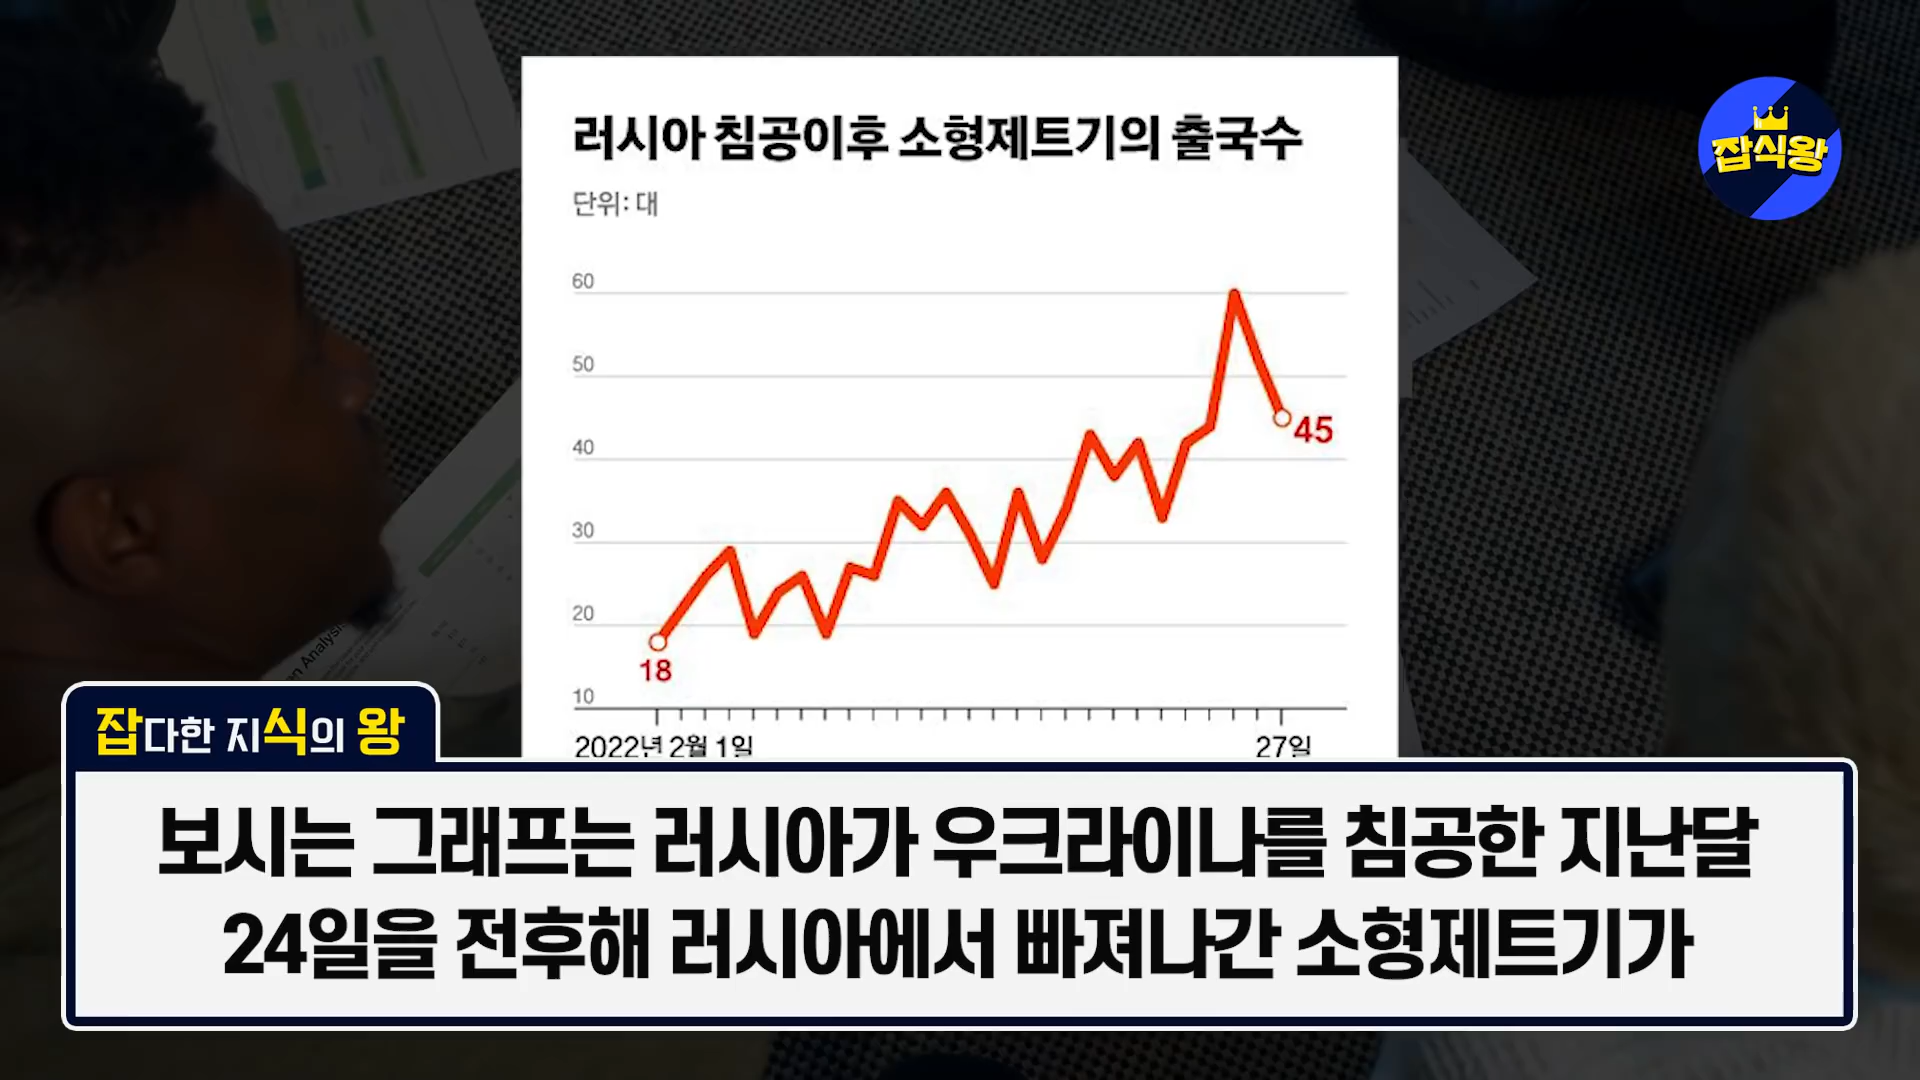 러시아 침공이후 소형제트기의 출국수
단위: 대
잡식왕
60
50
45
40
30
20
18
10
2022년 2월 1일
27일
n Analysis
잡다한 지식의 왕
보시는 그래프는 러시아가 우크라이나를 침공한 지난달
24일을 전후해 러시아에서 빠져나간 소형제트기가